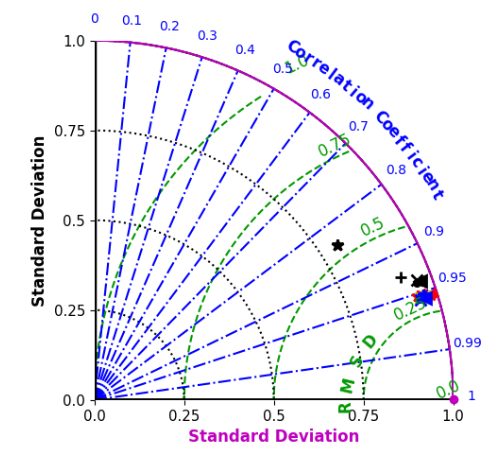 0 0.1 0.2 0.3 0.4 0.5 0.6 0.7 0.8 0.9 0.95 0.99 1
Correlation Coefficient
1.0 0.75 0.5 0.25 0.0
RMSD
Standard Deviation
1.0
0.75
0.5
0.25
0.0
0.0 0.25 0.5 0.75 1.0
Standard Deviation